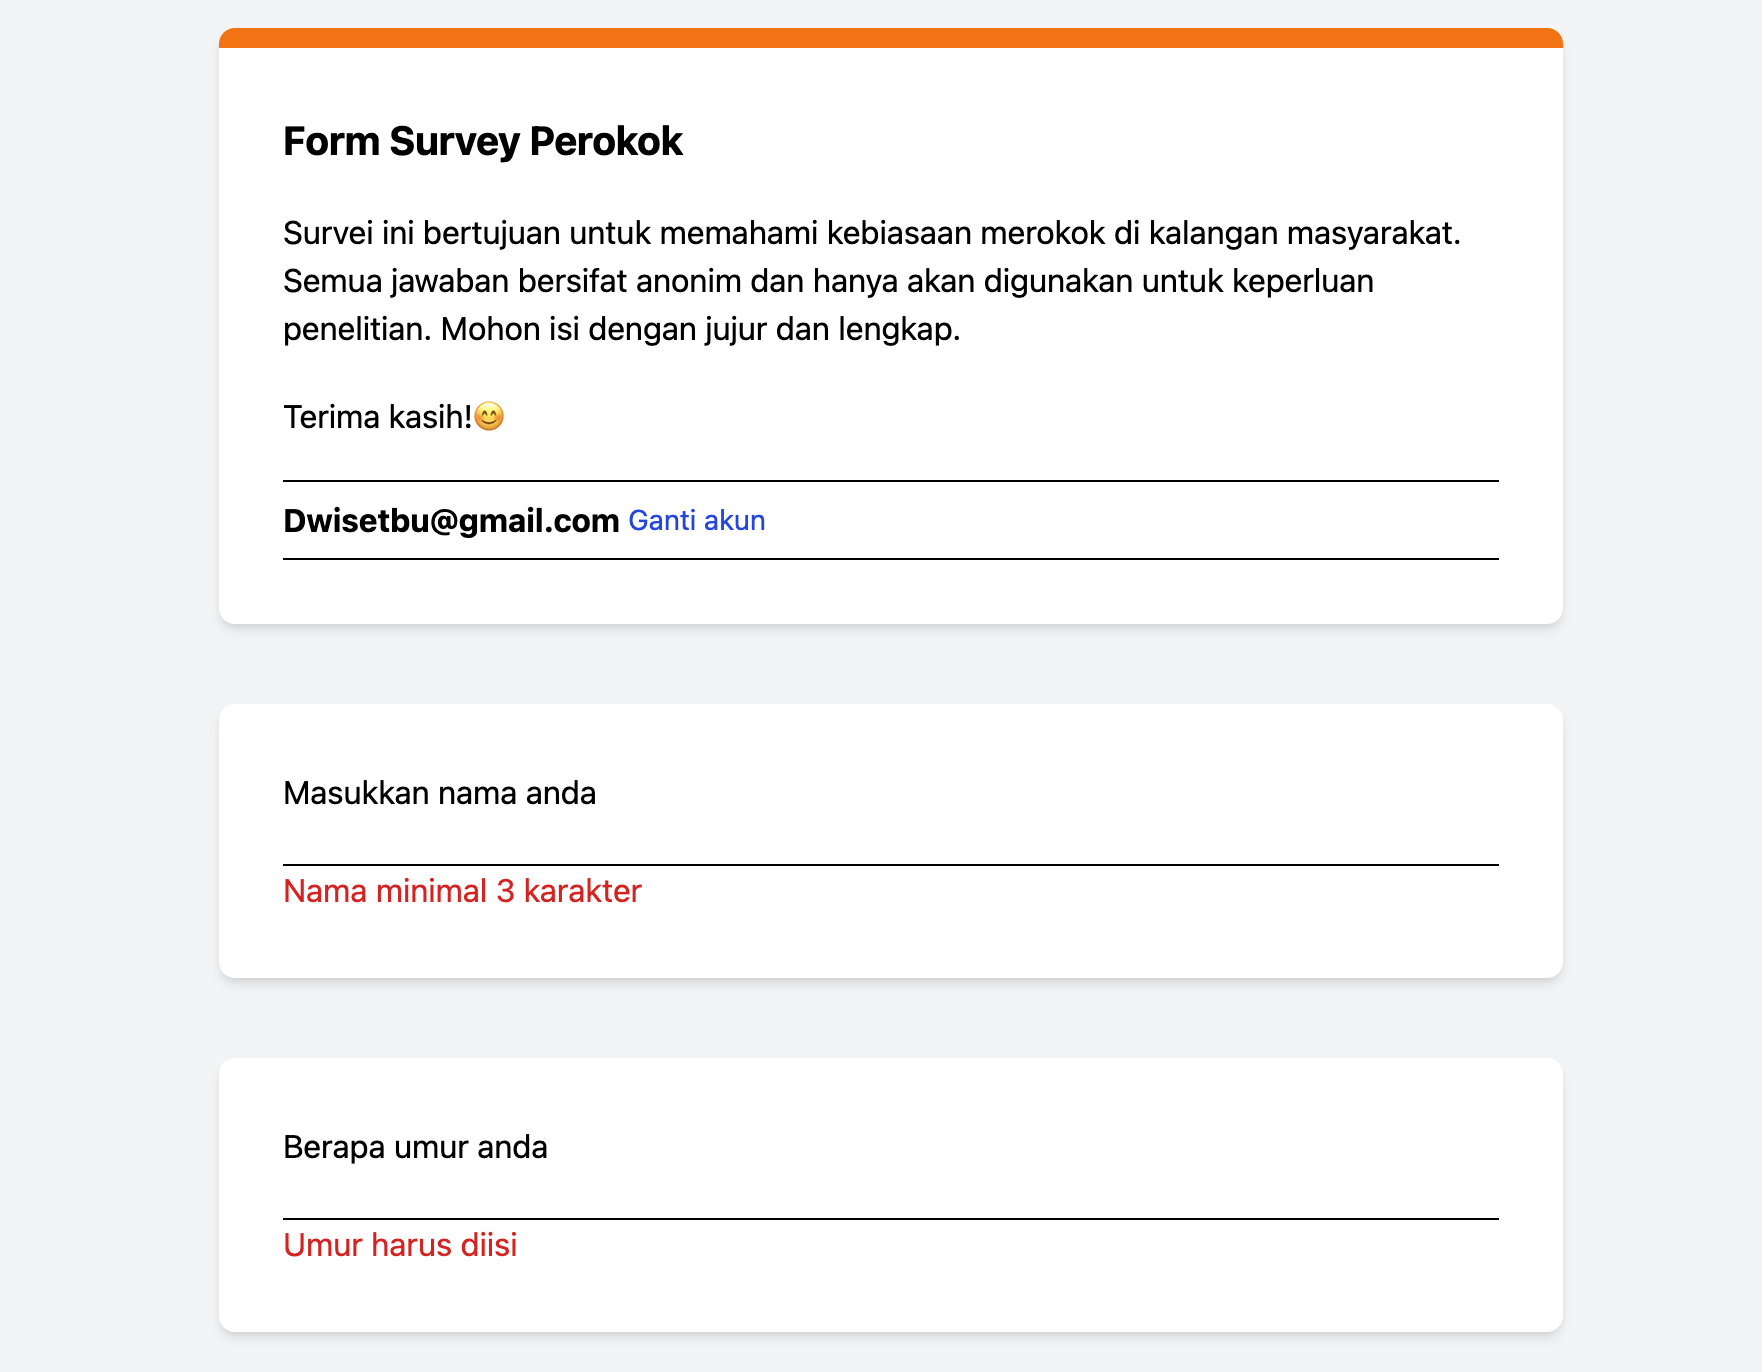 Form Survey Perokok
Survei ini bertujuan untuk memahami kebiasaan merokok di kalangan masyarakat.
Semua jawaban bersifat anonim dan hanya akan digunakan untuk keperluan
penelitian. Mohon isi dengan jujur dan lengkap.
Terima kasih!😊
Dwisetbu@gmail.com Ganti akun
Masukkan nama anda
Nama minimal 3 karakter
Berapa umur anda
Umur harus diisi